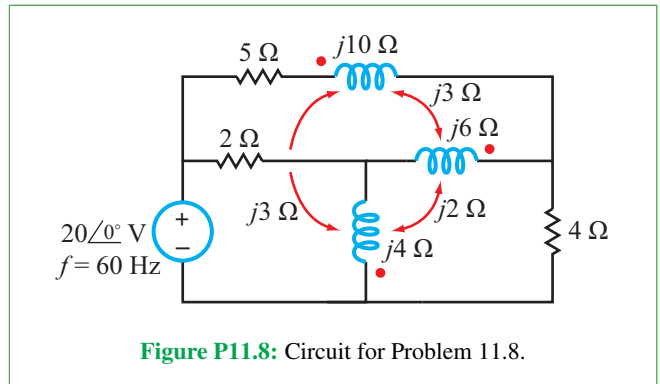 5 Ω
j10 Ω
j3 Ω
2 Ω
j6 Ω
j3 Ω
j2 Ω
+
20∠0° V
4 Ω
j4 Ω
−
f = 60 Hz
Figure P11.8: Circuit for Problem 11.8.